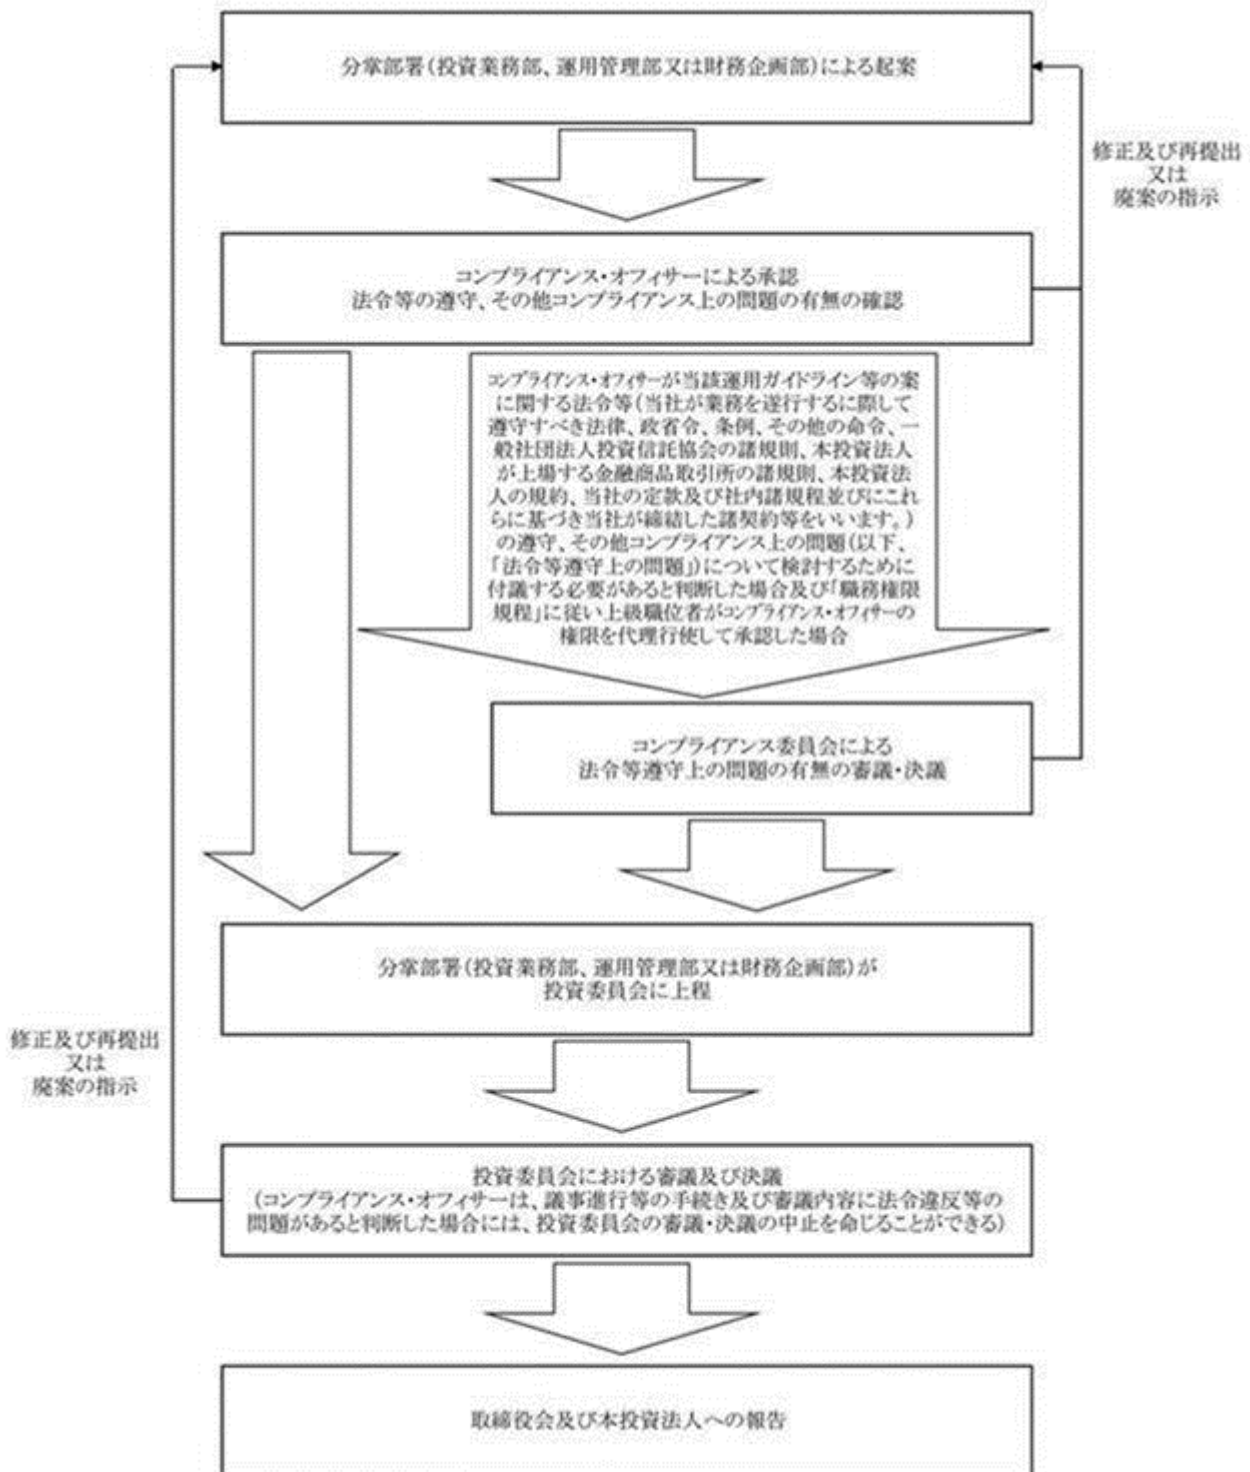 分掌部署(投資業務部、運用管理部又は財務企画部)による起案
修正及び再提出
又は
廃案の指示
コンプライアンス・オフィサーによる承認
法令等の遵守、その他コンプライアンス上の問題の有無の確認
コンプライアンス・オフィサーが当該運用ガイドライン等の案
に関する法令等(当社が業務を遂行するに際して
遵守すべき法律、政省令、条例、その他の命令、一
般社団法人投資信託協会の諸規則、本投資法人
が上場する金融商品取引所の諸規則、本投資法
人の規約、当社の定款及び社内諸規程並びにこれ
らに基づき当社が締結した諸契約等をいいます。)
の遵守、その他コンプライアンス上の問題(以下、
「法令等遵守上の問題」)について検討するために
付議する必要があると判断した場合及び「職務権限
規程」に従い上級職位者がコンプライアンス・オフィサーの
権限を代理行使して承認した場合
コンプライアンス委員会による
法令等遵守上の問題の有無の審議・決議
分掌部署(投資業務部、運用管理部又は財務企画部)が
投資委員会に上程
修正及び再提出
又は
廃案の指示
投資委員会における審議及び決議
(コンプライアンス・オフィサーは、議事進行等の手続き及び審議内容に法令違反等の
問題があると判断した場合には、投資委員会の審議・決議の中止を命じることができる)
取締役会及び本投資法人への報告